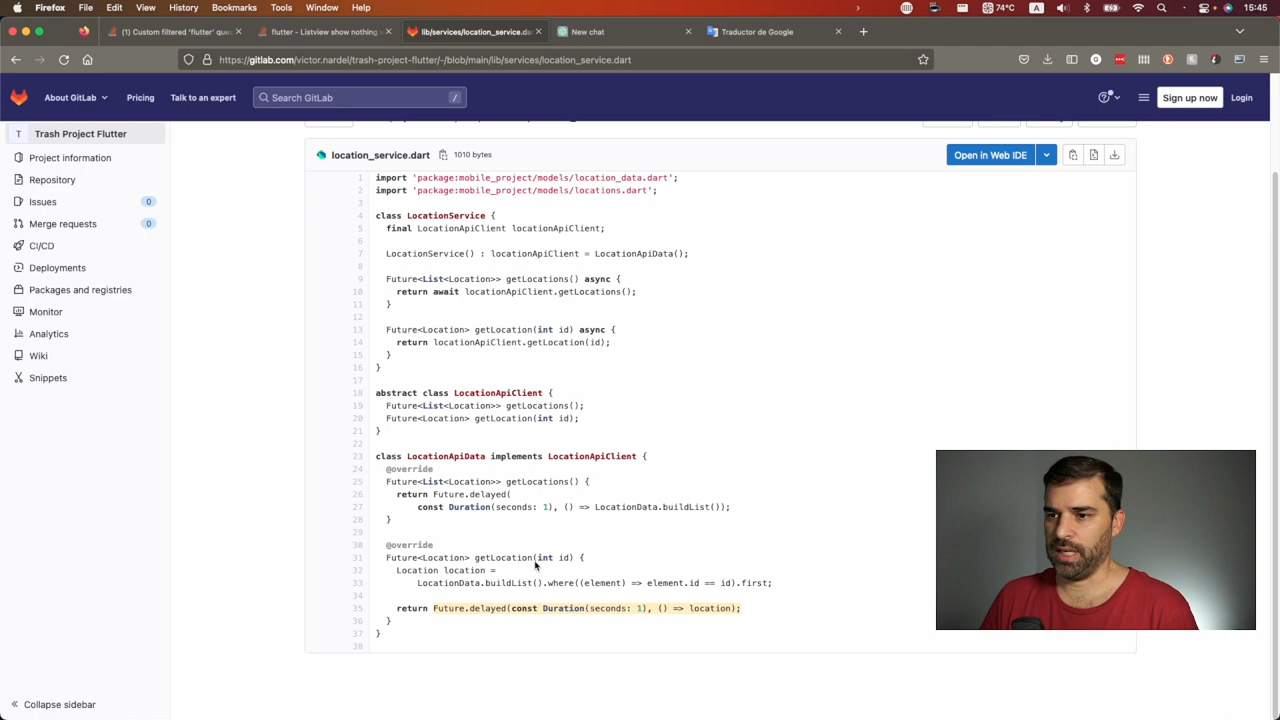 Firefox File Edit View History Bookmarks Tools Window Help
74°C
15:45
(1) Custom filtered 'flutter' que
flutter - Listview show nothing w
lib/services/location_service.da
New chat
Traductor de Google
https://gitlab.com/victor.nardel/trash-project-flutter/-/blob/main/lib/services/location_service.dart
About GitLab
Pricing
Talk to an expert
Search GitLab
/
Sign up now
Login
T Trash Project Flutter
Project information
Repository
Issues 0
Merge requests 0
CI/CD
Deployments
Packages and registries
Monitor
Analytics
Wiki
Snippets
Collapse sidebar
location_service.dart 1010 bytes
Open in Web IDE
1 import 'package:mobile_project/models/location_data.dart';
2 import 'package:mobile_project/models/locations.dart';
3
4 class LocationService {
5 final LocationApiClient locationApiClient;
6
7 LocationService() : locationApiClient = LocationApiData();
8
9 Future<List<Location>> getLocations() async {
10 return await locationApiClient.getLocations();
11 }
12
13 Future<Location> getLocation(int id) async {
14 return locationApiClient.getLocation(id);
15 }
16 }
17
18 abstract class LocationApiClient {
19 Future<List<Location>> getLocations();
20 Future<Location> getLocation(int id);
21 }
22
23 class LocationApiData implements LocationApiClient {
24 @override
25 Future<List<Location>> getLocations() {
26 return Future.delayed(
27 const Duration(seconds: 1), () => LocationData.buildList());
28 }
29
30 @override
31 Future<Location> getLocation(int id) {
32 Location location =
33 LocationData.buildList().where((element) => element.id == id).first;
34
35 return Future.delayed(const Duration(seconds: 1), () => location);
36 }
37 }
38